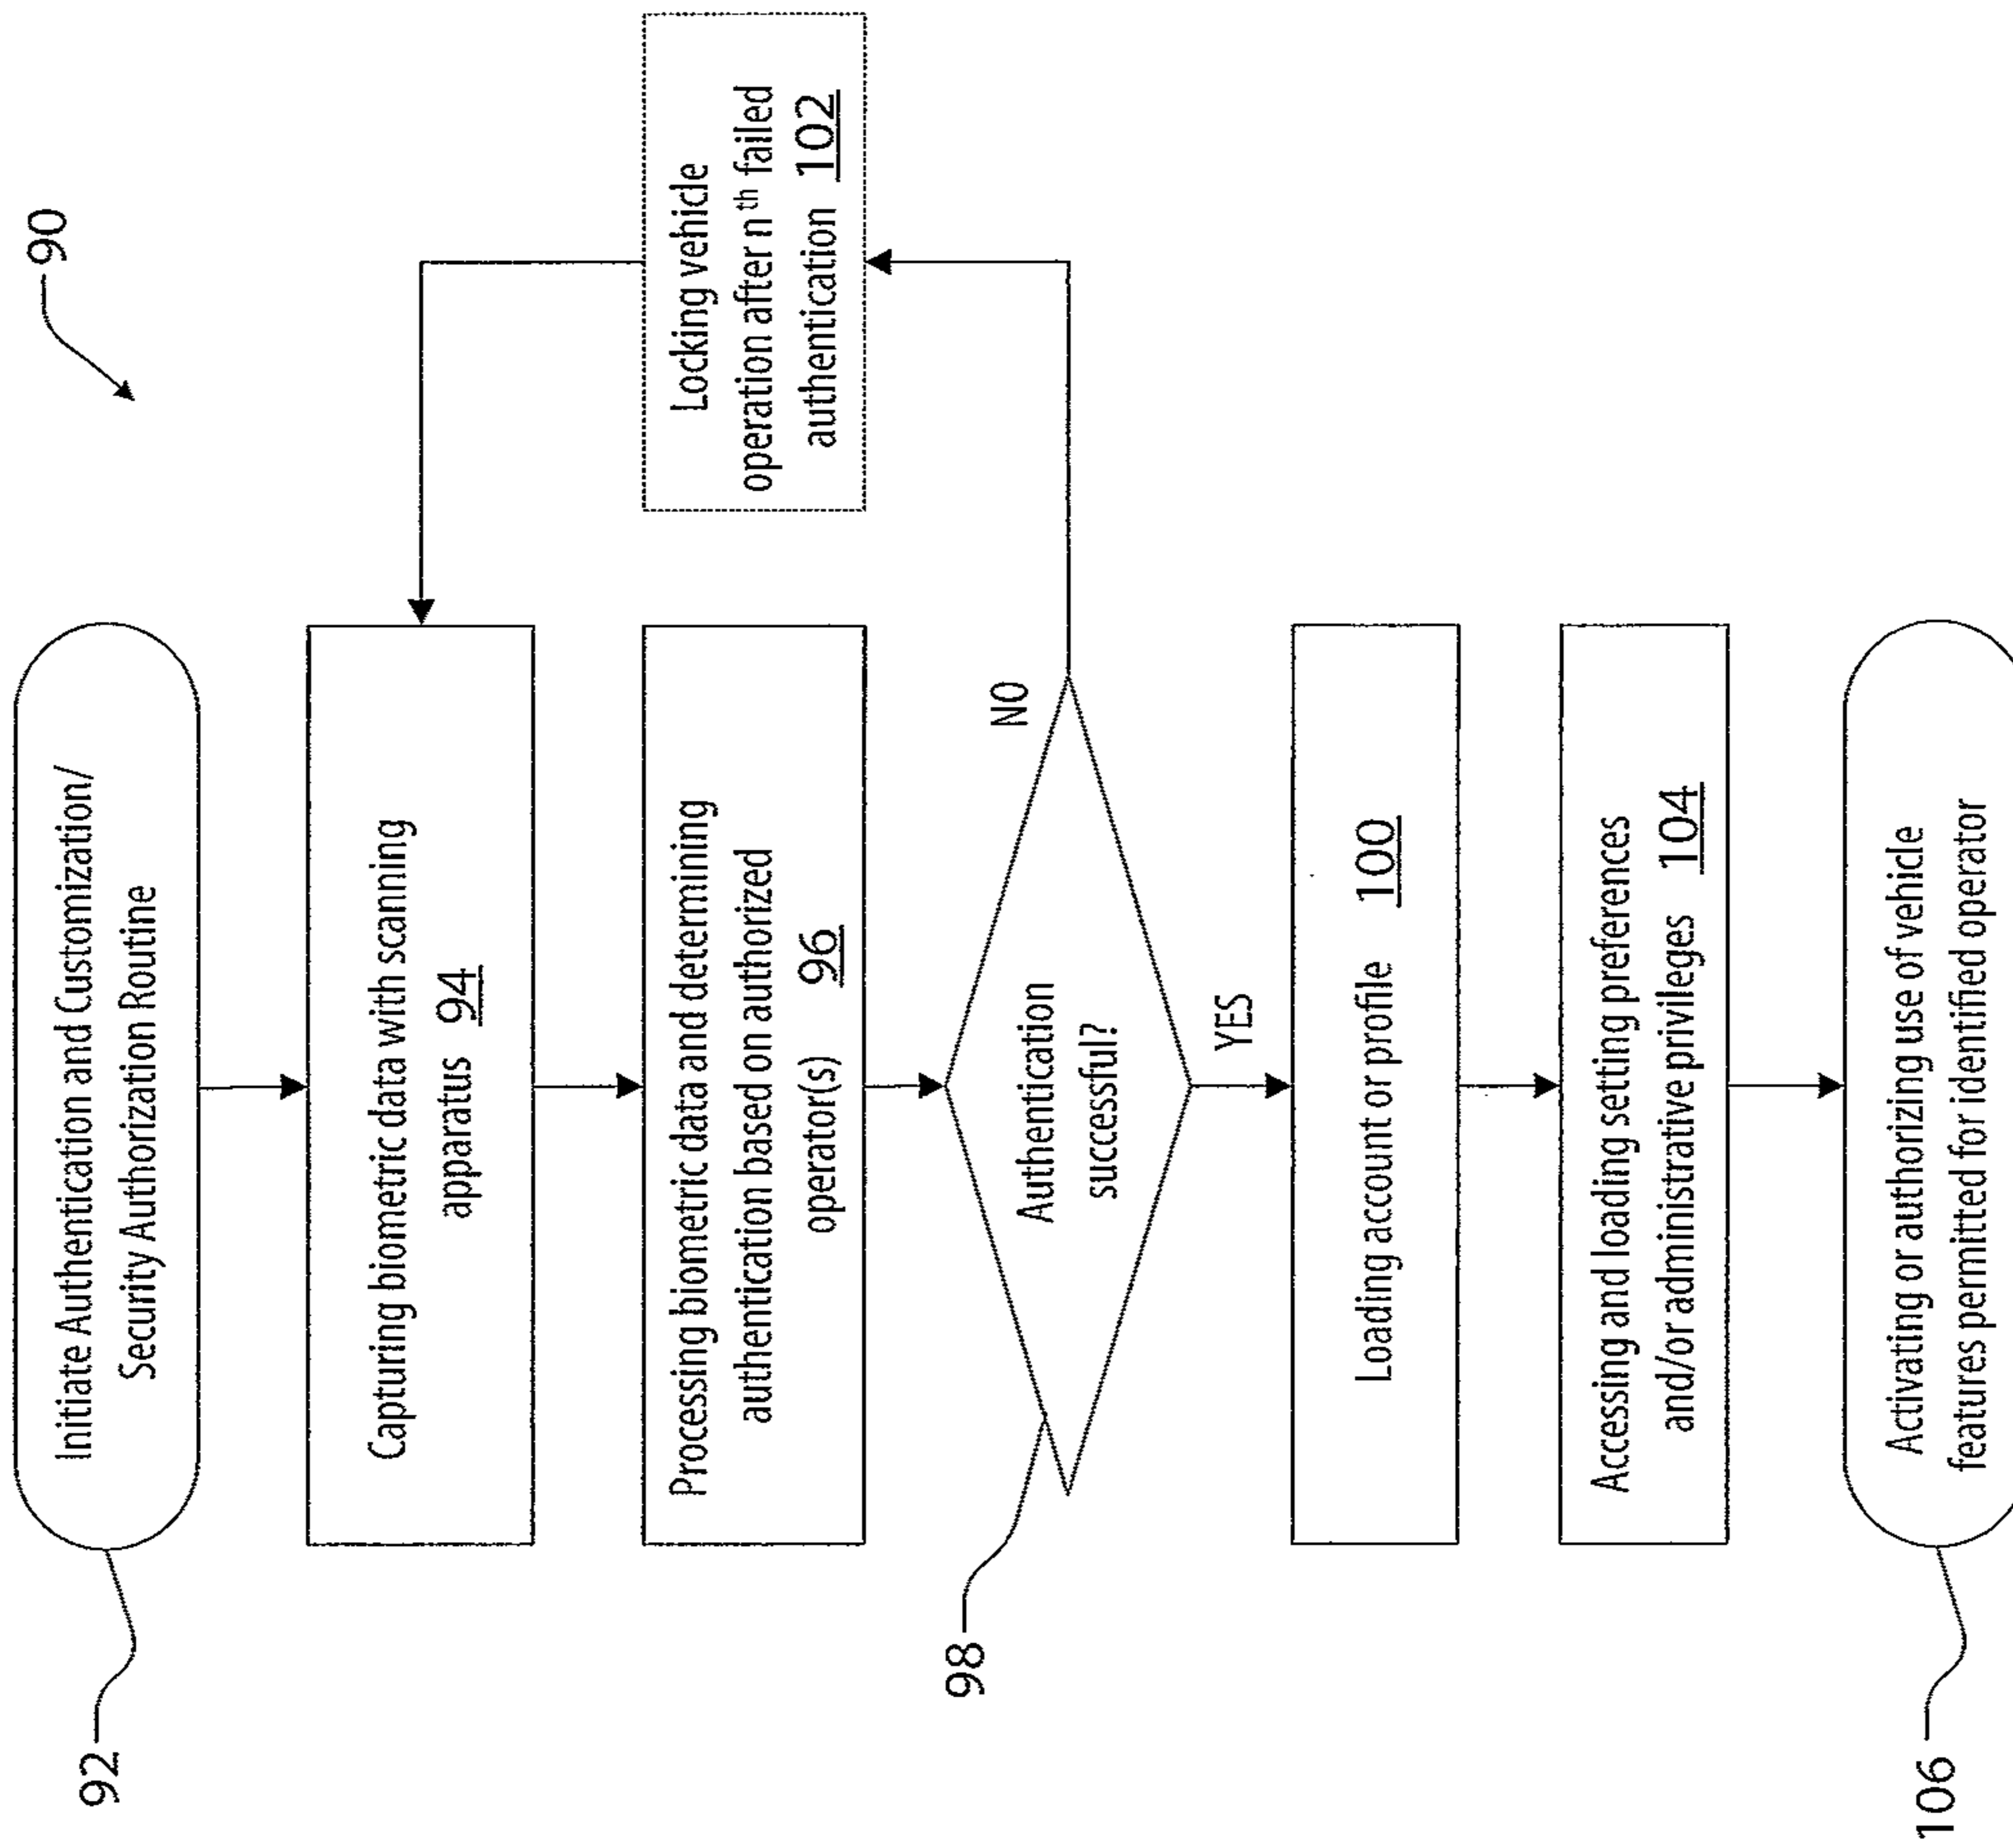 90
92
Initiate Authentication and Customization/
Security Authorization Routine
Capturing biometric data with scanning
apparatus 94
Processing biometric data and determining
authentication based on authorized
operator(s) 96
Locking vehicle
operation after nth failed
authentication 102
98
Authentication
successful?
NO
YES
Loading account or profile 100
Accessing and loading setting preferences
and/or administrative privileges 104
106
Activating or authorizing use of vehicle
features permitted for identified operator